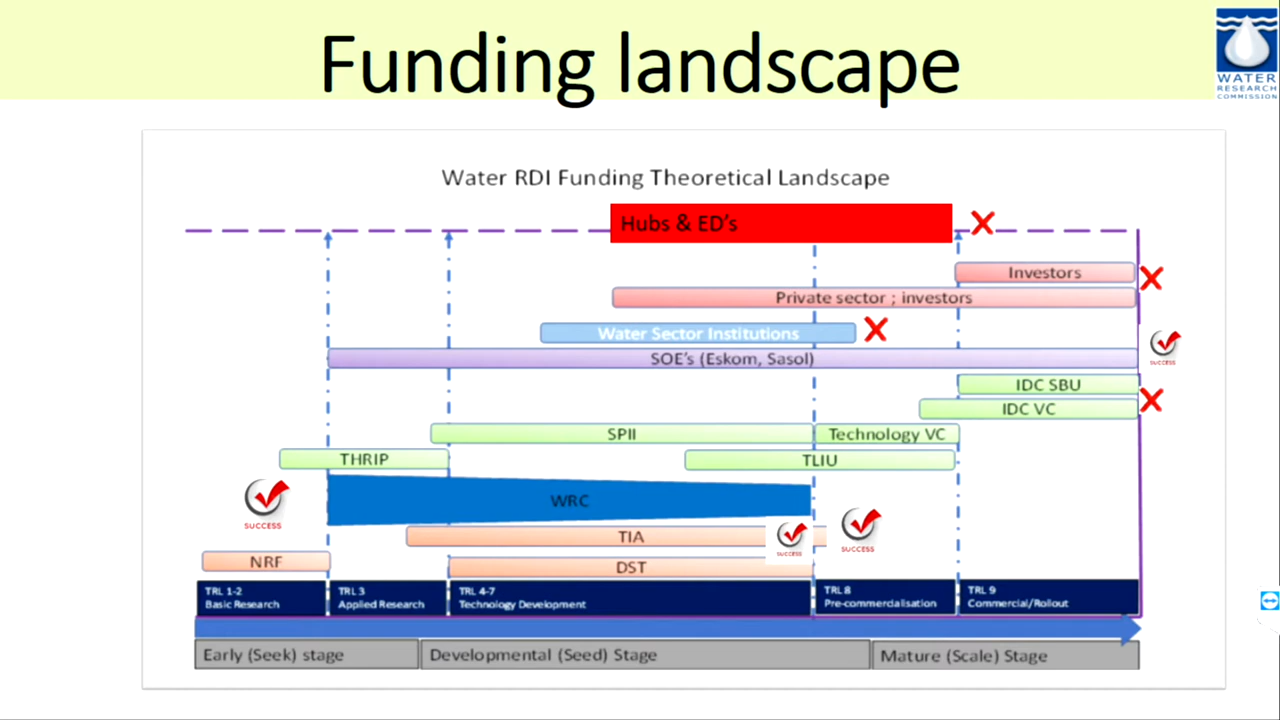 Funding landscape
WATER
RESEARCH
COMMISSION
Water RDI Funding Theoretical Landscape
Hubs & ED's
Investors
Private sector ; investors
Water Sector Institutions
SOE's (Eskom, Sasol)
SUCCESS
IDC SBU
IDC VC
SPII
Technology VC
THRIP
TLIU
WRC
SUCCESS
TIA
SUCCESS
SUCCESS
NRF
DST
TRL 1-2
Basic Research
TRL 3
Applied Research
TRL 4-7
Technology Development
TRL 8
Pre-commercialisation
TRL 9
Commercial/Rollout
Early (Seek) stage
Developmental (Seed) Stage
Mature (Scale) Stage